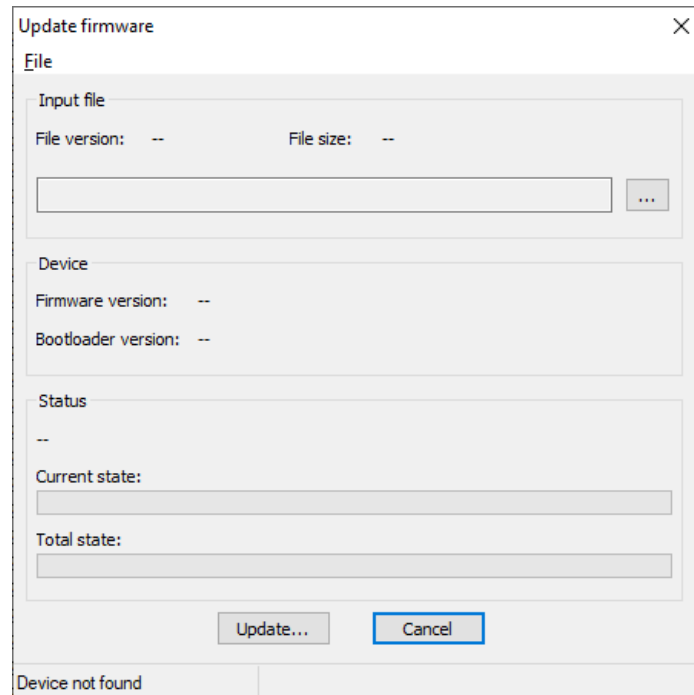 Update firmware
File
Input file
File version: -- File size: --
...
Device
Firmware version: --
Bootloader version: --
Status
--
Current state:
Total state:
Update... Cancel
Device not found